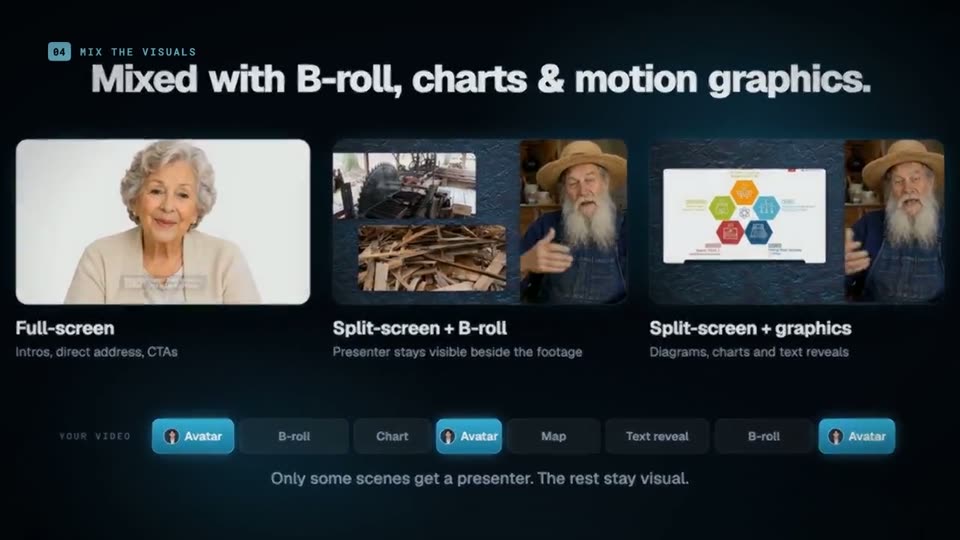 04 MIX THE VISUALS
Mixed with B-roll, charts & motion graphics.
Full-screen
Intros, direct address, CTAs
Split-screen + B-roll
Presenter stays visible beside the footage
Split-screen + graphics
Diagrams, charts and text reveals
YOUR VIDEO
Avatar
B-roll
Chart
Avatar
Map
Text reveal
B-roll
Avatar
Only some scenes get a presenter. The rest stay visual.